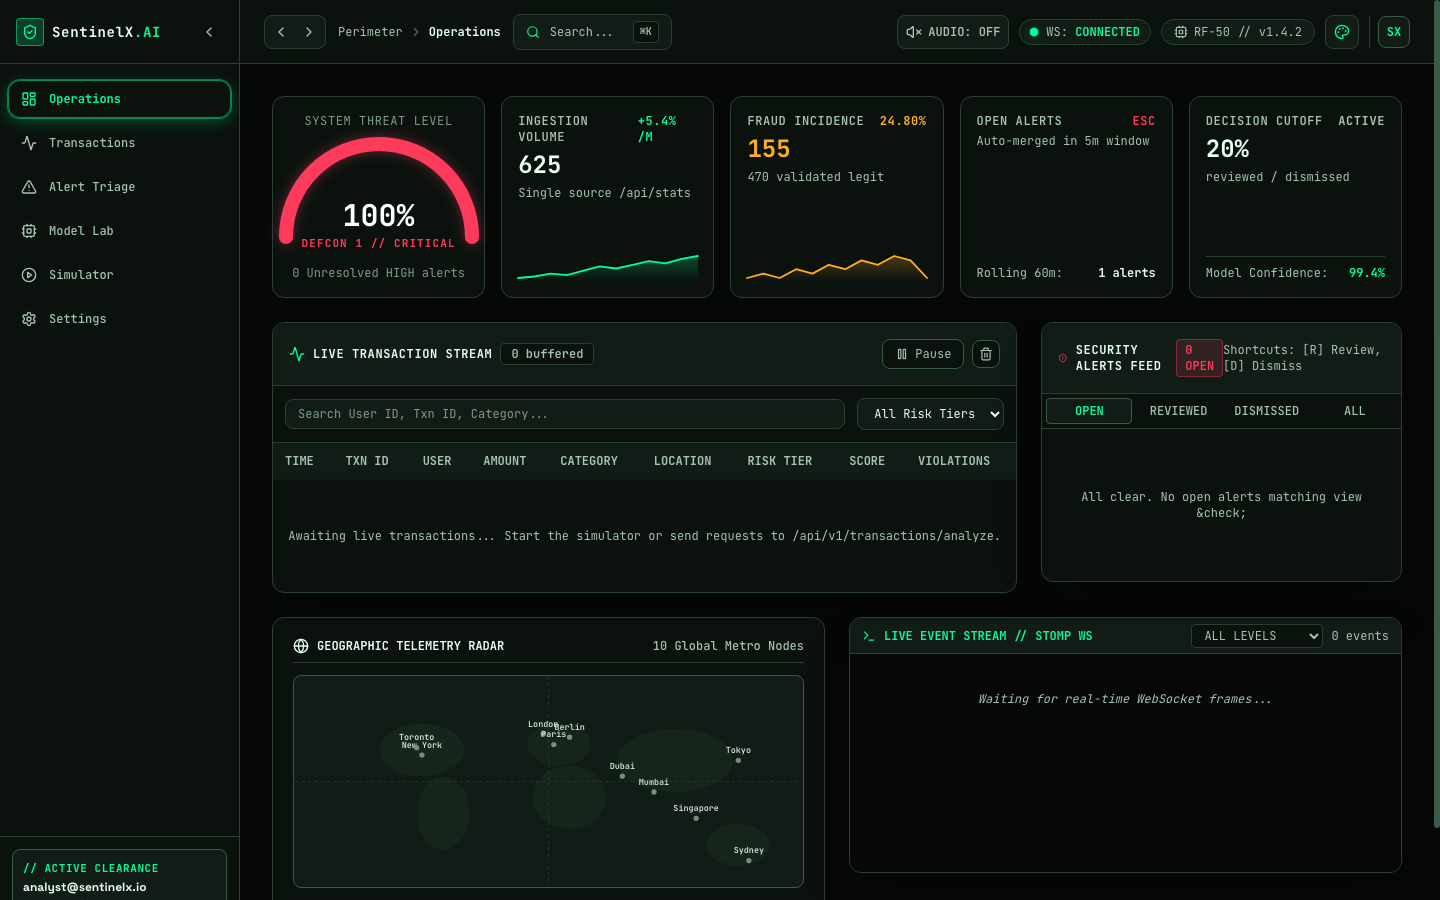 SentinelX.AI
Perimeter
Operations
Search...
⌘K
AUDIO: OFF
WS: CONNECTED
RF-50 // v1.4.2
SX
Operations
Transactions
Alert Triage
Model Lab
Simulator
Settings
// ACTIVE CLEARANCE
analyst@sentinelx.io
SYSTEM THREAT LEVEL
100%
DEFCON 1 // CRITICAL
0 Unresolved HIGH alerts
INGESTION VOLUME
+5.4% /M
625
Single source /api/stats
FRAUD INCIDENCE
24.80%
155
470 validated legit
OPEN ALERTS
ESC
Auto-merged in 5m window
Rolling 60m:
1 alerts
DECISION CUTOFF
ACTIVE
20%
reviewed / dismissed
Model Confidence:
99.4%
LIVE TRANSACTION STREAM
0 buffered
Pause
Search User ID, Txn ID, Category...
All Risk Tiers
TIME
TXN ID
USER
AMOUNT
CATEGORY
LOCATION
RISK TIER
SCORE
VIOLATIONS
Awaiting live transactions... Start the simulator or send requests to /api/v1/transactions/analyze.
SECURITY ALERTS FEED
0 OPEN
Shortcuts: [R] Review,
[D] Dismiss
OPEN
REVIEWED
DISMISSED
ALL
All clear. No open alerts matching view
&check;
GEOGRAPHIC TELEMETRY RADAR
10 Global Metro Nodes
Toronto
New York
London
Berlin
Paris
Dubai
Mumbai
Tokyo
Singapore
Sydney
LIVE EVENT STREAM // STOMP WS
ALL LEVELS
0 events
Waiting for real-time WebSocket frames...